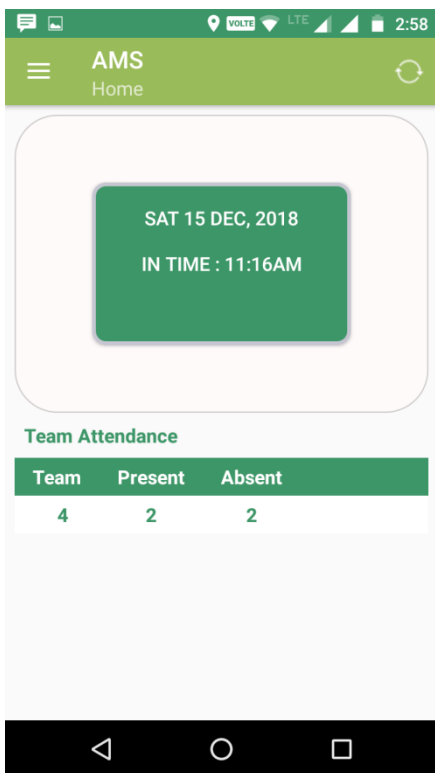 VOLTE LTE 2:58
AMS
Home
SAT 15 DEC, 2018
IN TIME : 11:16AM
Team Attendance
Team Present Absent
4 2 2